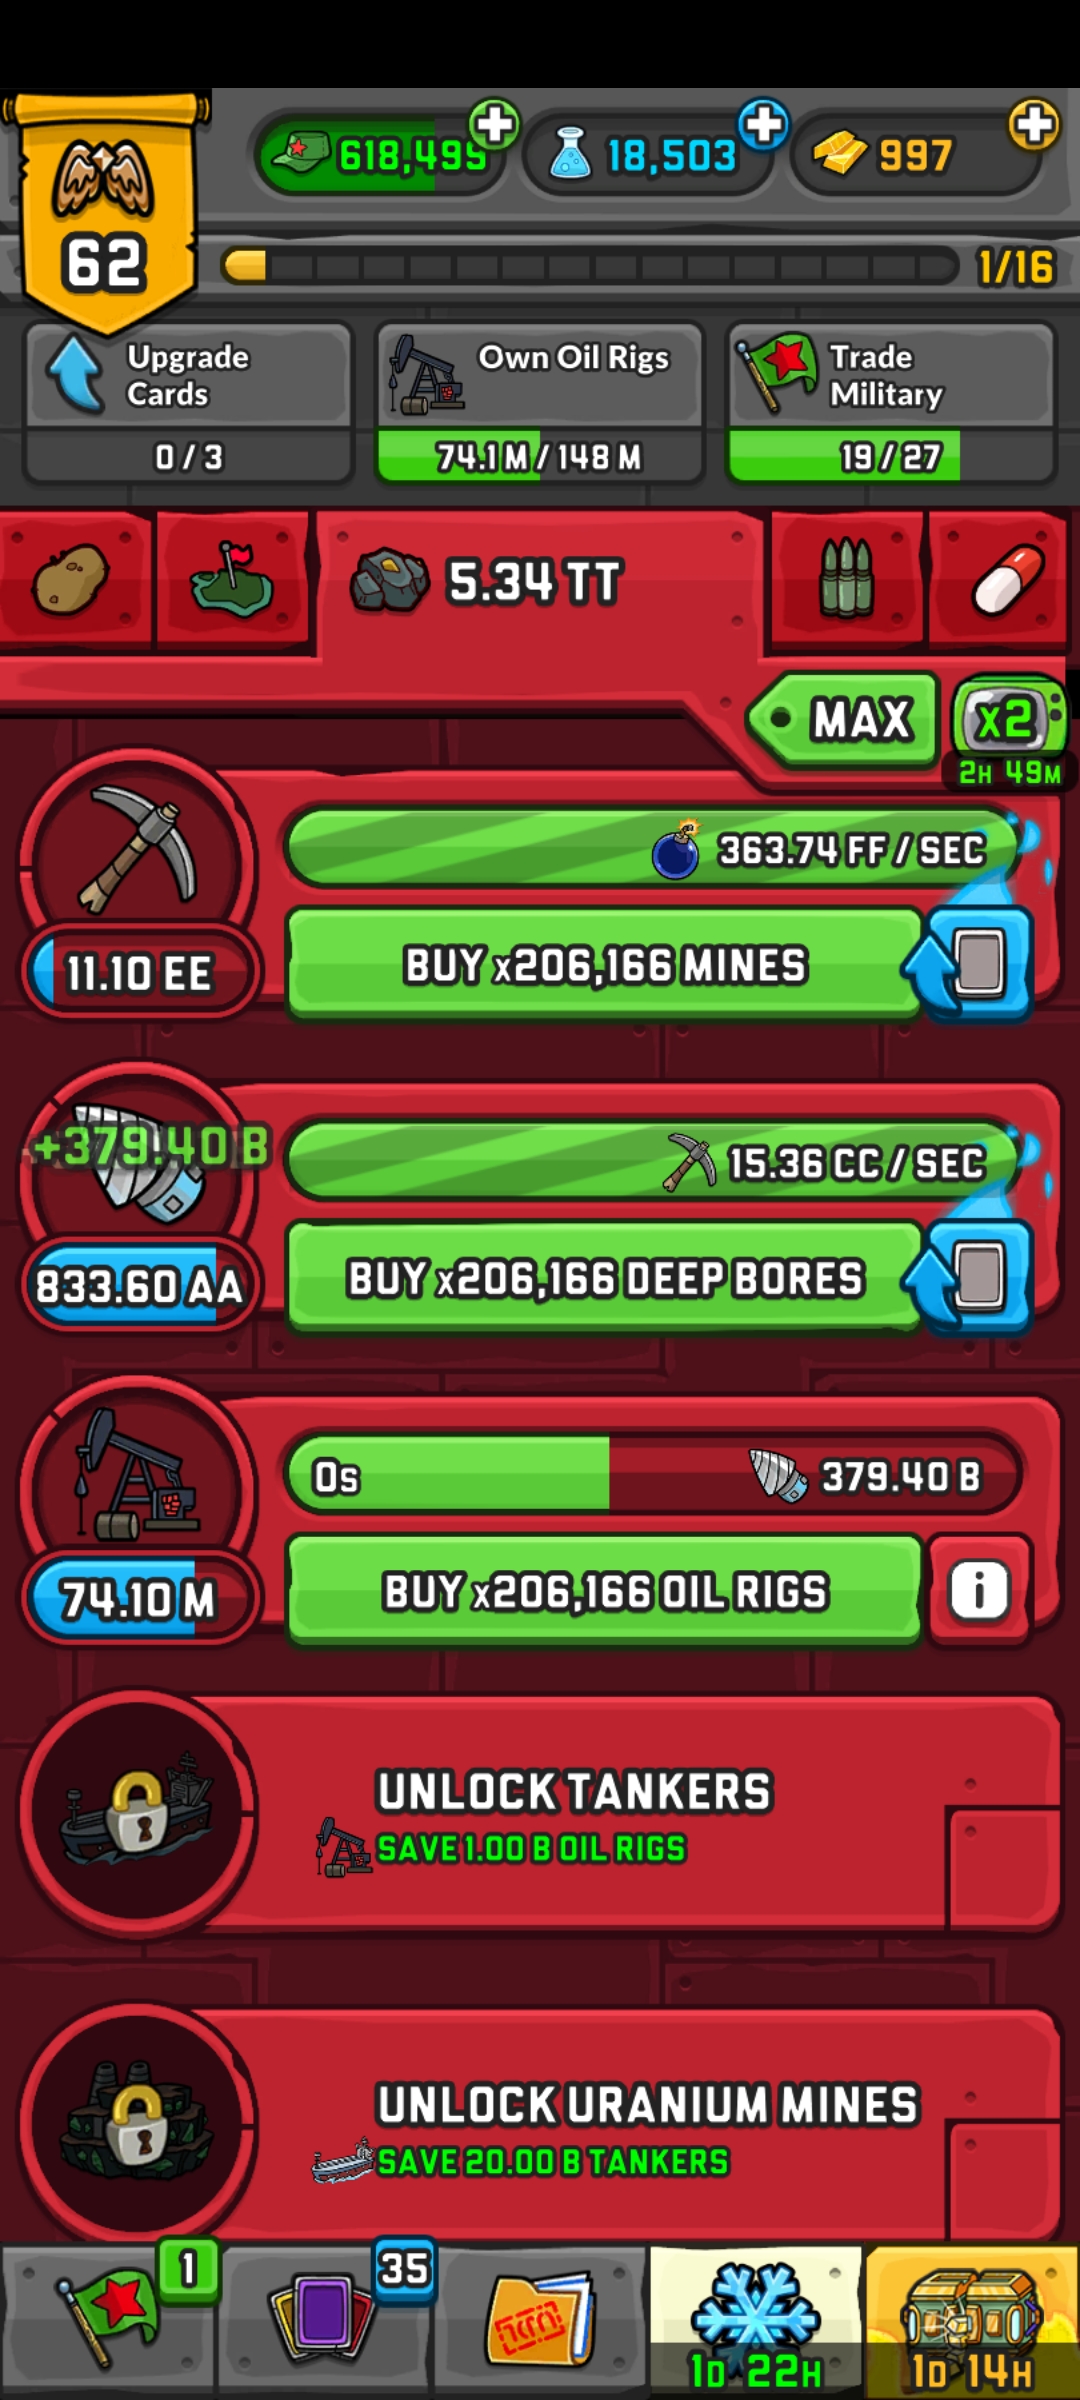 618,499
18,503
997
62
1/16
Upgrade
Cards
0 / 3
Own Oil Rigs
74.1 M / 148 M
Trade
Military
19 / 27
5.34 TT
MAX
x2
2H 49M
363.74 FF / SEC
11.10 EE
BUY x206,166 MINES
+379.40 B
15.36 CC / SEC
833.60 AA
BUY x206,166 DEEP BORES
0s
379.40 B
74.10 M
BUY x206,166 OIL RIGS
i
UNLOCK TANKERS
SAVE 1.00 B OIL RIGS
UNLOCK URANIUM MINES
SAVE 20.00 B TANKERS
1
35
1D 22H
1D 14H